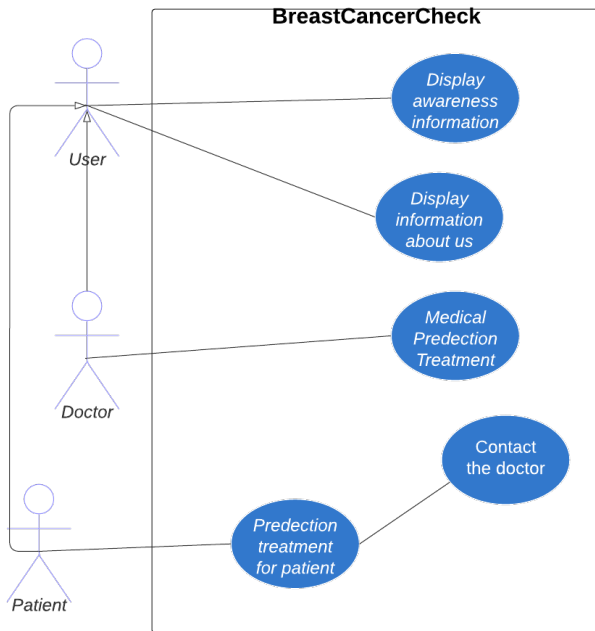 BreastCancerCheck
Display
awareness
information
User
Display
information
about us
Medical
Predection
Treatment
Doctor
Contact
the doctor
Predection
treatment
for patient
Patient